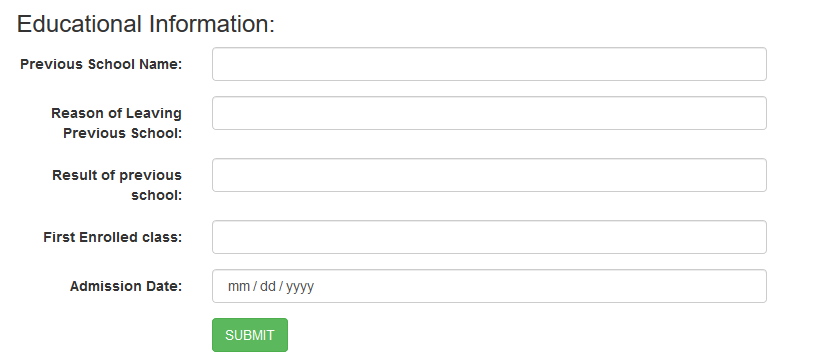 Educational Information:
Previous School Name:
Reason of Leaving
Previous School:
Result of previous
school:
First Enrolled class:
Admission Date:
mm / dd / yyyy
SUBMIT